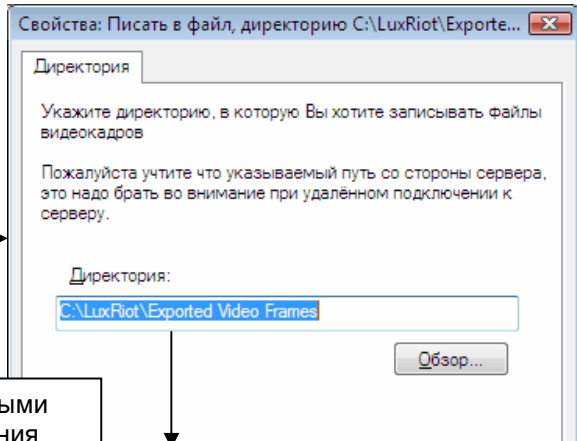 Свойства: Писать в файл, директорию C:\LuxRiot\Exporte...
Директория
Укажите директорию, в которую Вы хотите записывать файлы
видеокадров
Пожалуйста учтите что указываемый путь со стороны сервера,
это надо брать во внимание при удалённом подключении к
серверу.
Директория:
C:\LuxRiot\Exported Video Frames
Обзор...
ыми
ния